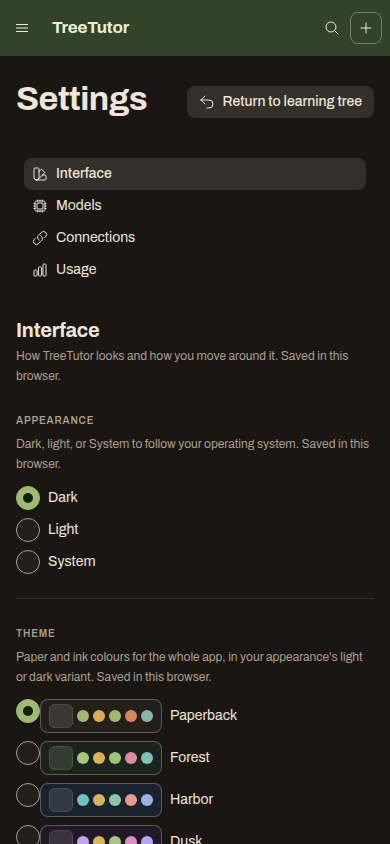 TreeTutor
Settings
Return to learning tree
Interface
Models
Connections
Usage
Interface
How TreeTutor looks and how you move around it. Saved in this
browser.
APPEARANCE
Dark, light, or System to follow your operating system. Saved in this
browser.
Dark
Light
System
THEME
Paper and ink colours for the whole app, in your appearance's light
or dark variant. Saved in this browser.
Paperback
Forest
Harbor
Dusk